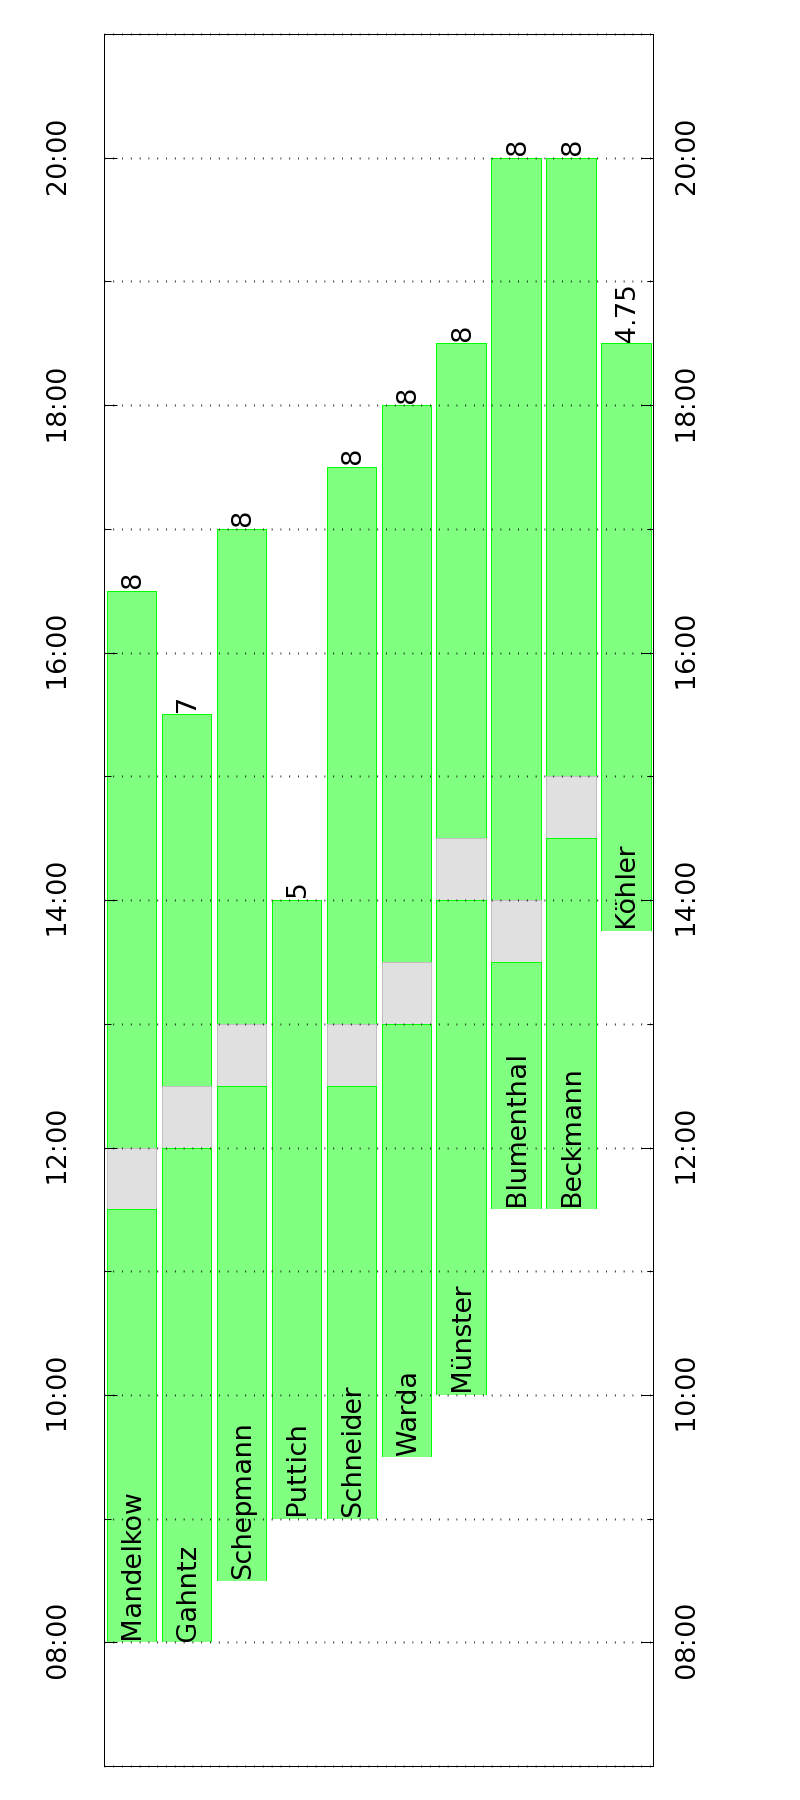 08:00
10:00
12:00
14:00
16:00
18:00
20:00
Mandelkow 8
Gahntz 7
Schepmann 8
Puttich 5
Schneider 8
Warda 8
Münster 8
Blumenthal 8
Beckmann 8
Köhler 4.75
08:00
10:00
12:00
14:00
16:00
18:00
20:00